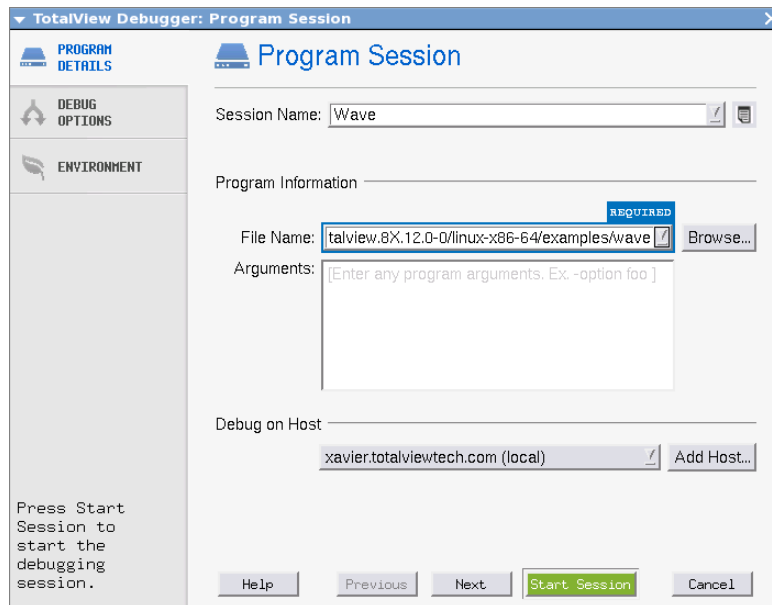 TotalView Debugger: Program Session
PROGRAM
DETAILS
DEBUG
OPTIONS
ENVIRONMENT
Press Start
Session to
start the
debugging
session.
Program Session
Session Name: Wave
Program Information
REQUIRED
File Name: talview.8X.12.0-0/linux-x86-64/examples/wave Browse...
Arguments: [Enter any program arguments. Ex. -option foo ]
Debug on Host
xavier.totalviewtech.com (local) Add Host...
Help Previous Next Start Session Cancel